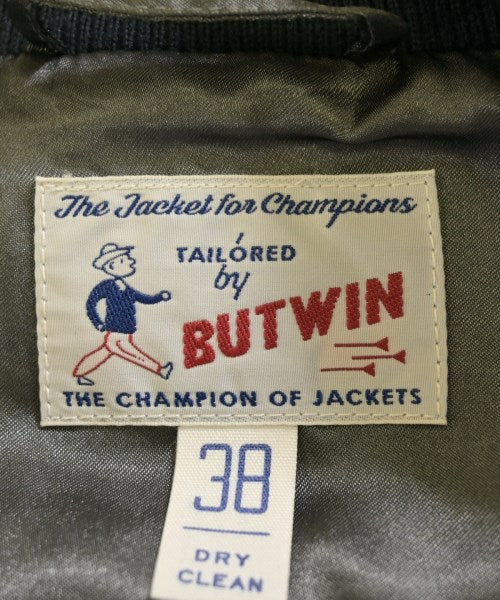 The Jacket for Champions
TAILORED
by
BUTWIN
THE CHAMPION OF JACKETS
38
DRY
CLEAN